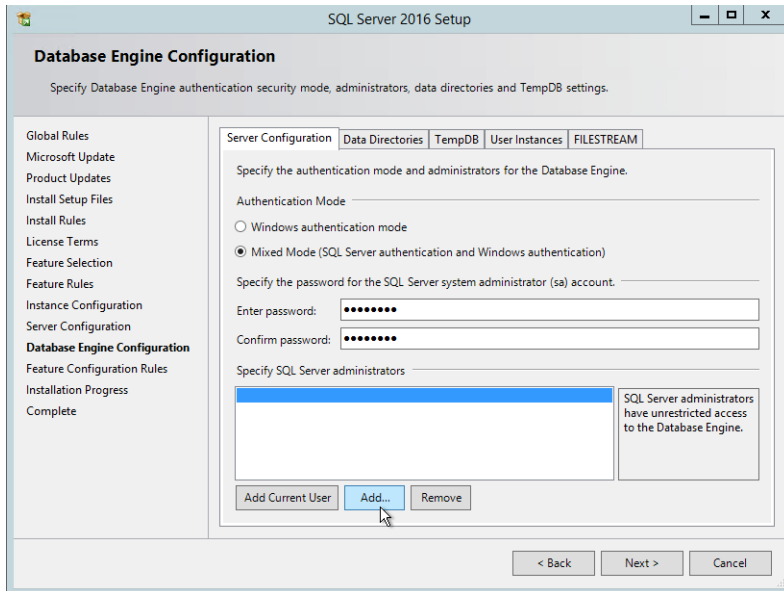 SQL Server 2016 Setup
Database Engine Configuration
Specify Database Engine authentication security mode, administrators, data directories and TempDB settings.
Global Rules
Microsoft Update
Product Updates
Install Setup Files
Install Rules
License Terms
Feature Selection
Feature Rules
Instance Configuration
Server Configuration
Database Engine Configuration
Feature Configuration Rules
Installation Progress
Complete
Server Configuration Data Directories TempDB User Instances FILESTREAM
Specify the authentication mode and administrators for the Database Engine.
Authentication Mode
Windows authentication mode
Mixed Mode (SQL Server authentication and Windows authentication)
Specify the password for the SQL Server system administrator (sa) account.
Enter password: ●●●●●●●●
Confirm password: ●●●●●●●●
Specify SQL Server administrators
SQL Server administrators
have unrestricted access
to the Database Engine.
Add Current User Add... Remove
< Back Next > Cancel